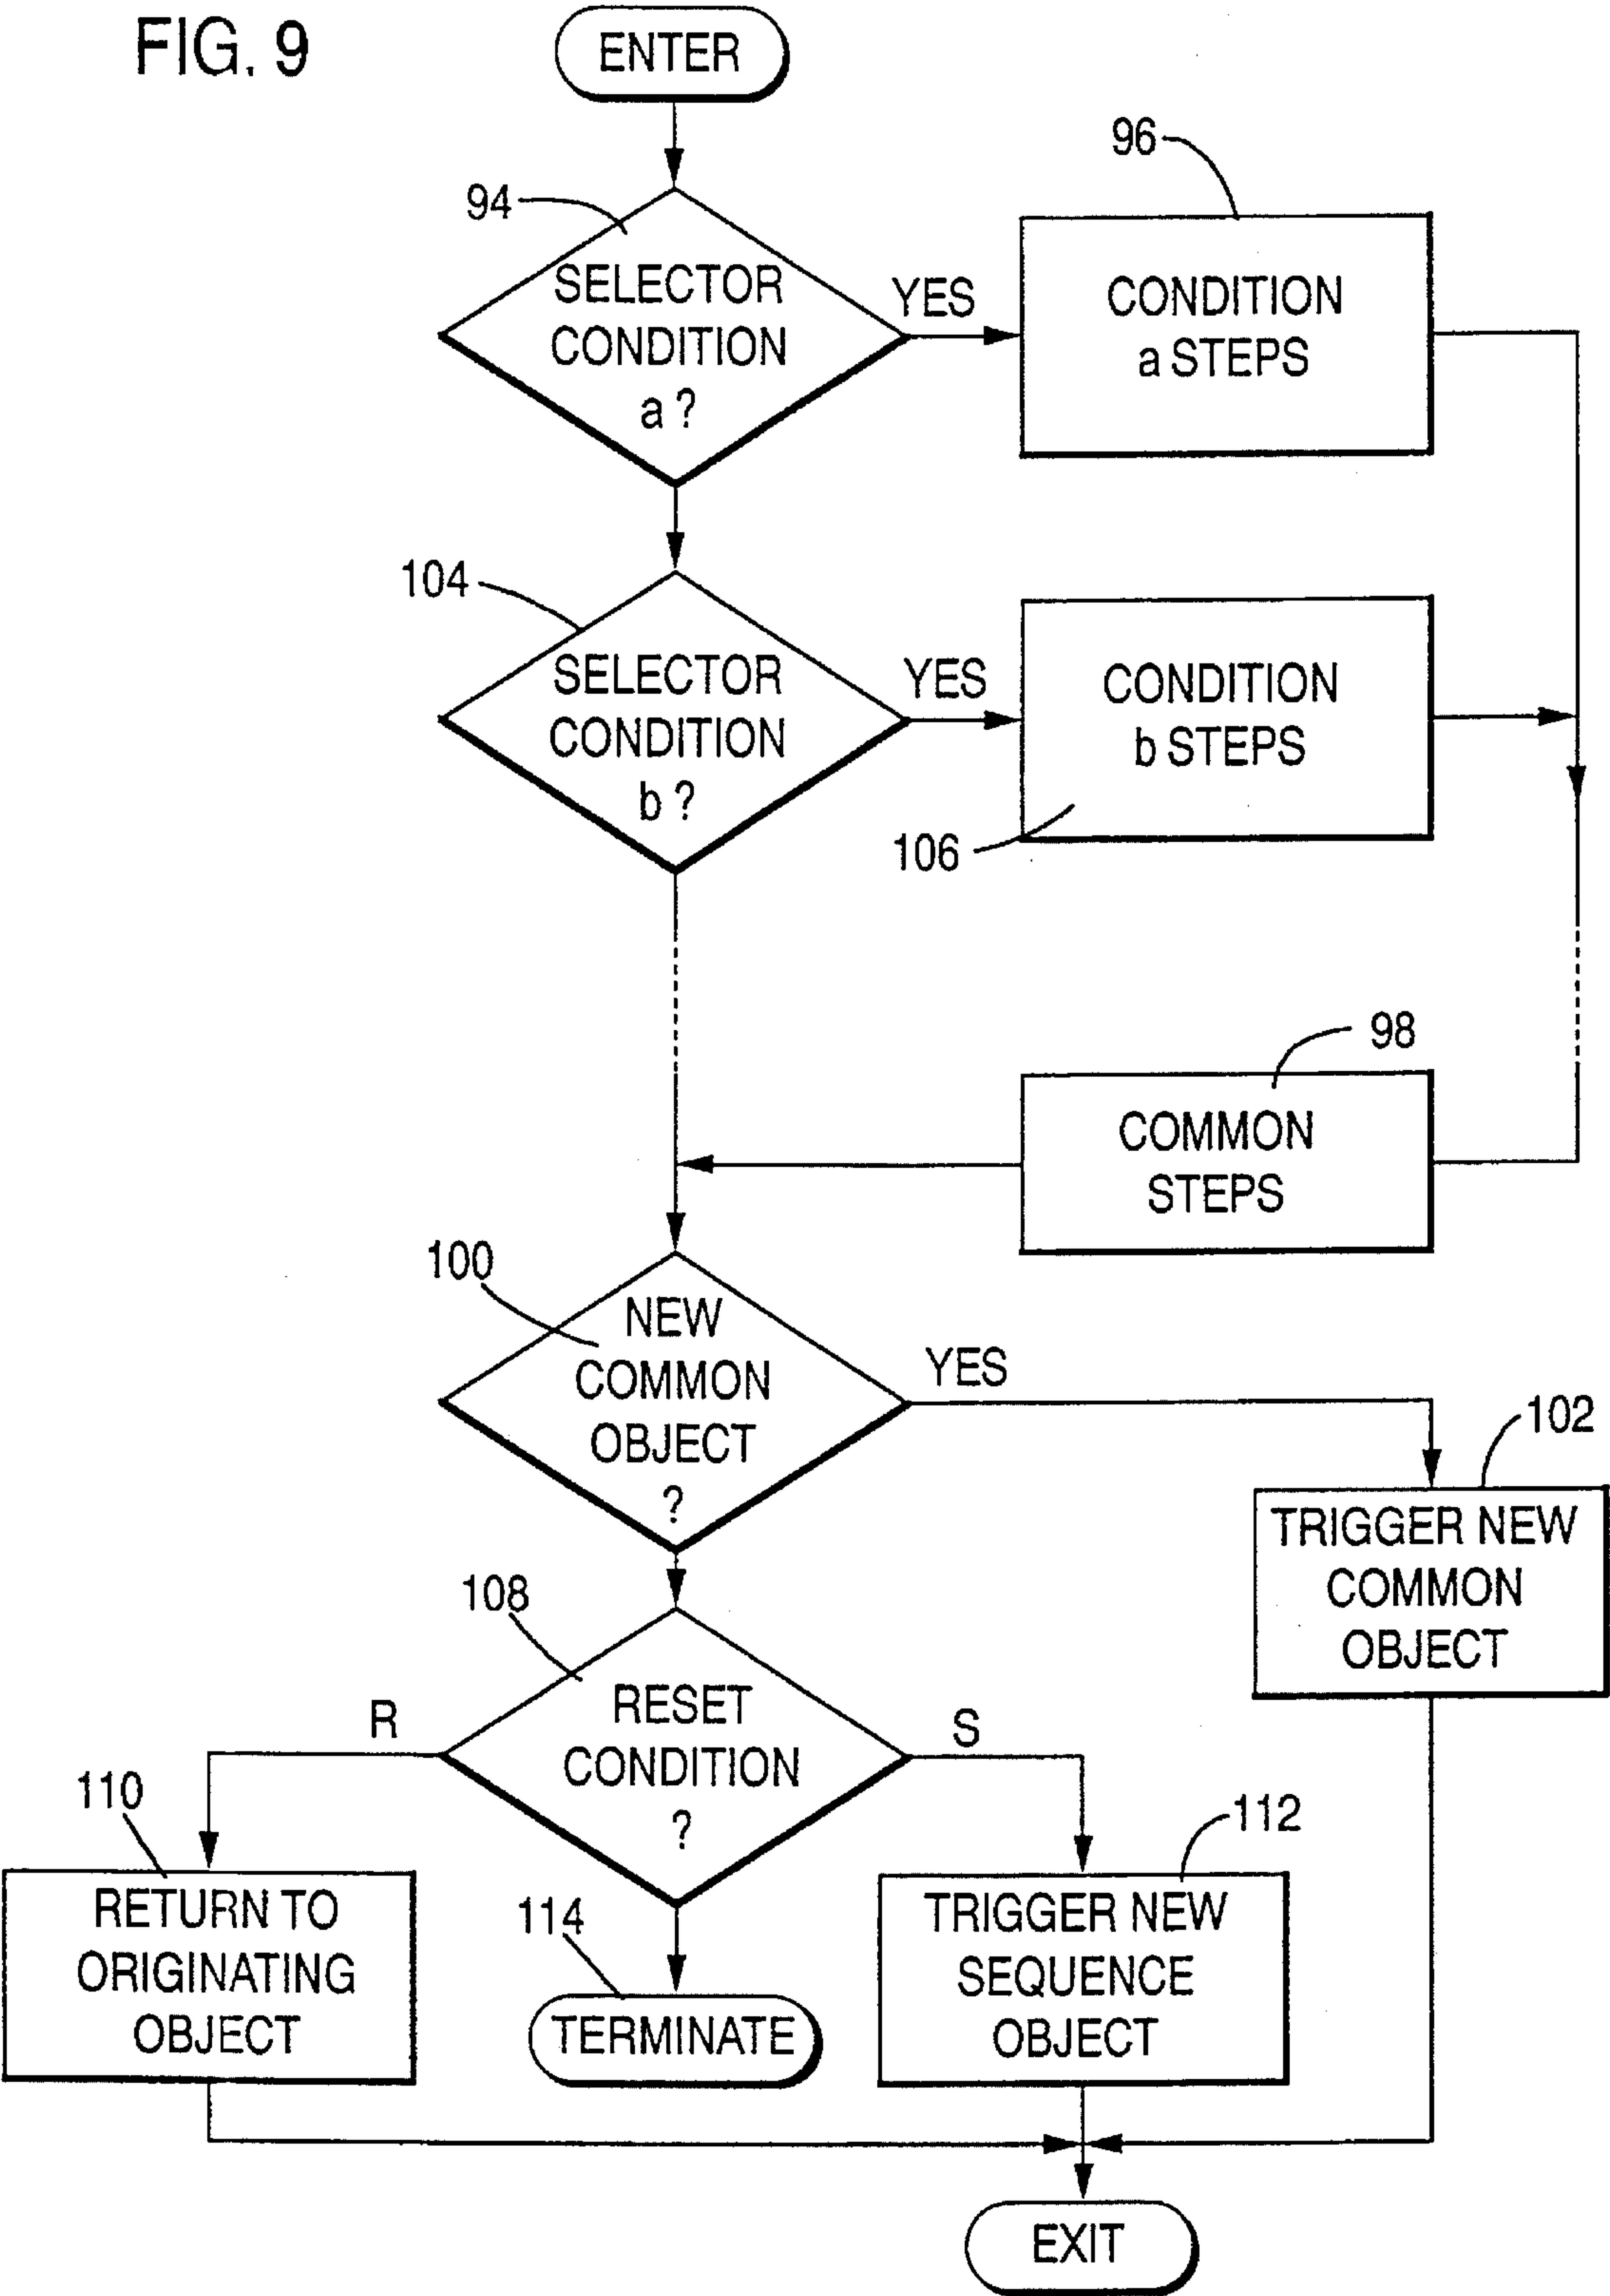 FIG. 9
ENTER
94
SELECTOR
CONDITION
a ?
YES
96
CONDITION
a STEPS
104
SELECTOR
CONDITION
b ?
YES
CONDITION
b STEPS
106
98
COMMON
STEPS
100
NEW
COMMON
OBJECT
?
YES
102
TRIGGER NEW
COMMON
OBJECT
108
RESET
CONDITION
?
R
S
110
RETURN TO
ORIGINATING
OBJECT
114
TERMINATE
112
TRIGGER NEW
SEQUENCE
OBJECT
EXIT